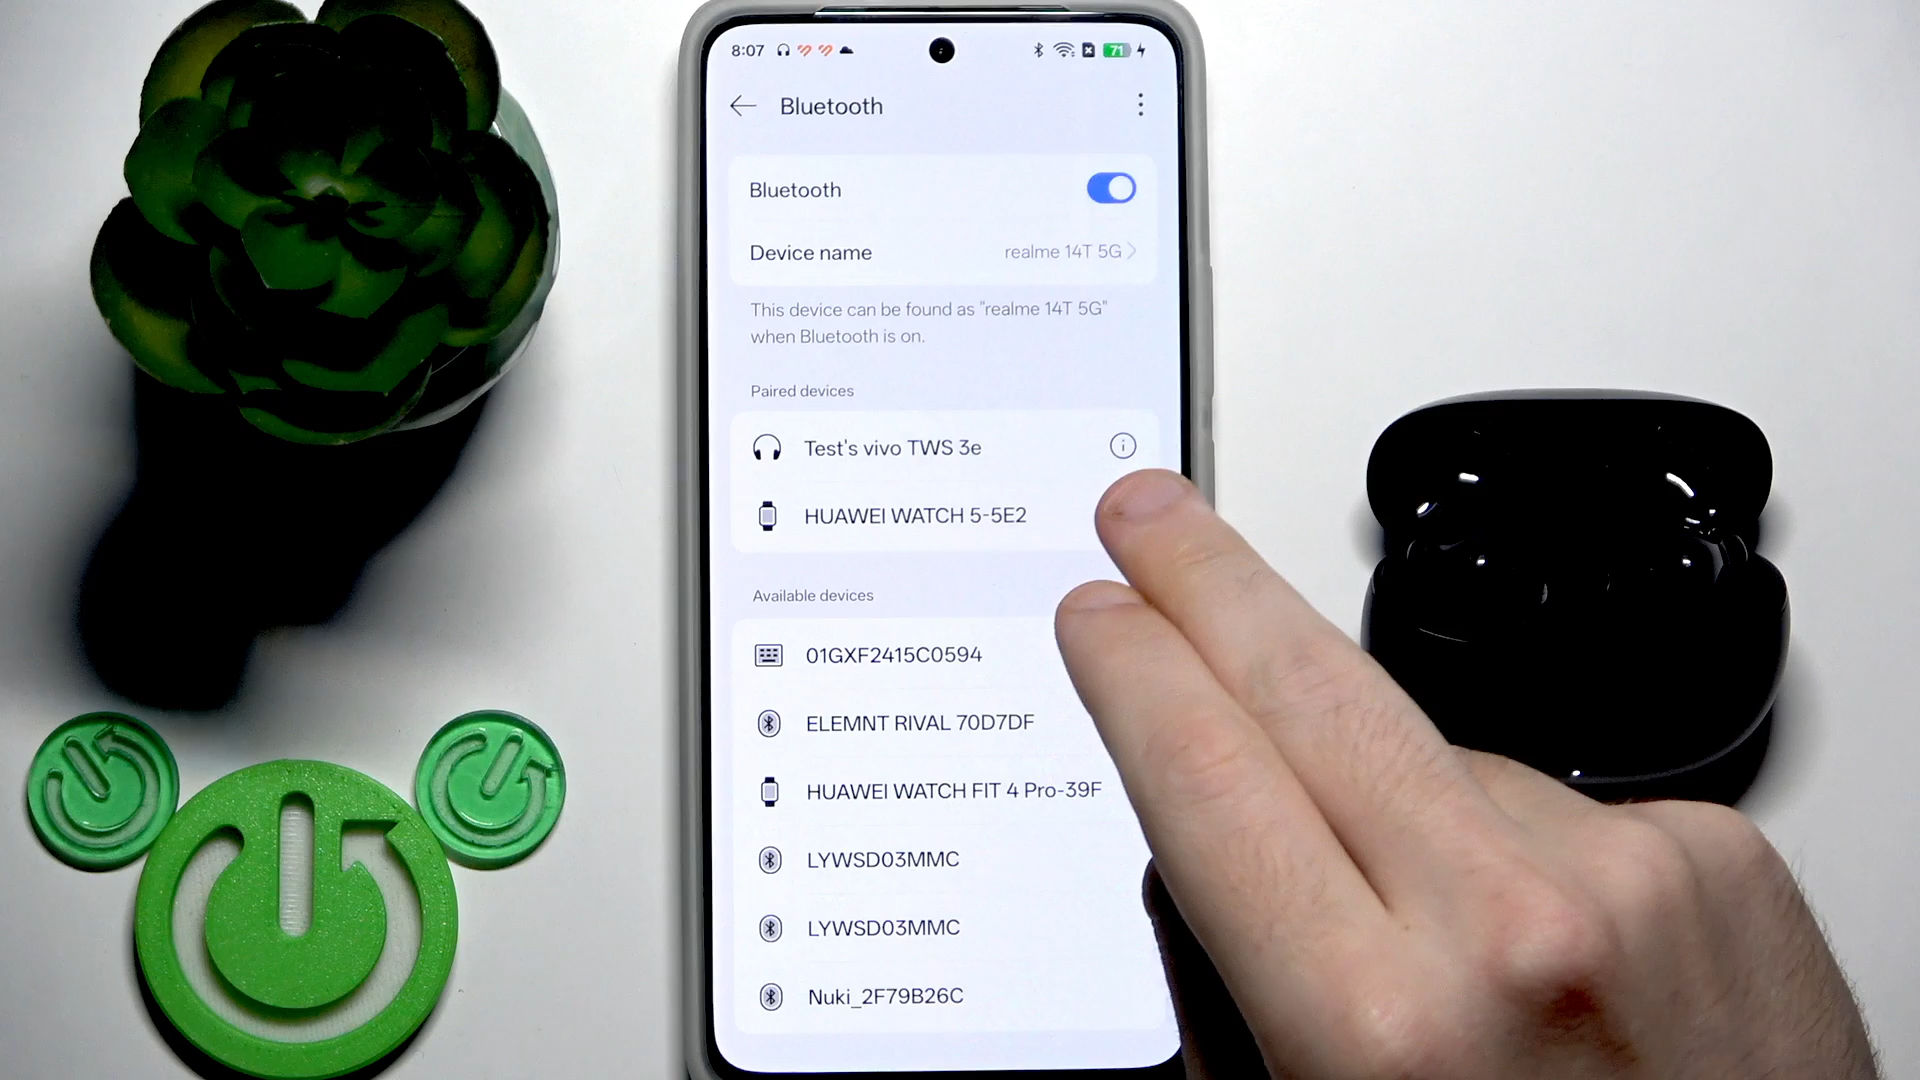 8:07
71
Bluetooth
Bluetooth
Device name
realme 14T 5G
This device can be found as "realme 14T 5G"
when Bluetooth is on.
Paired devices
Test's vivo TWS 3e
HUAWEI WATCH 5-5E2
Available devices
01GXF2415C0594
ELEMNT RIVAL 70D7DF
HUAWEI WATCH FIT 4 Pro-39F
LYWSD03MMC
LYWSD03MMC
Nuki_2F79B26C